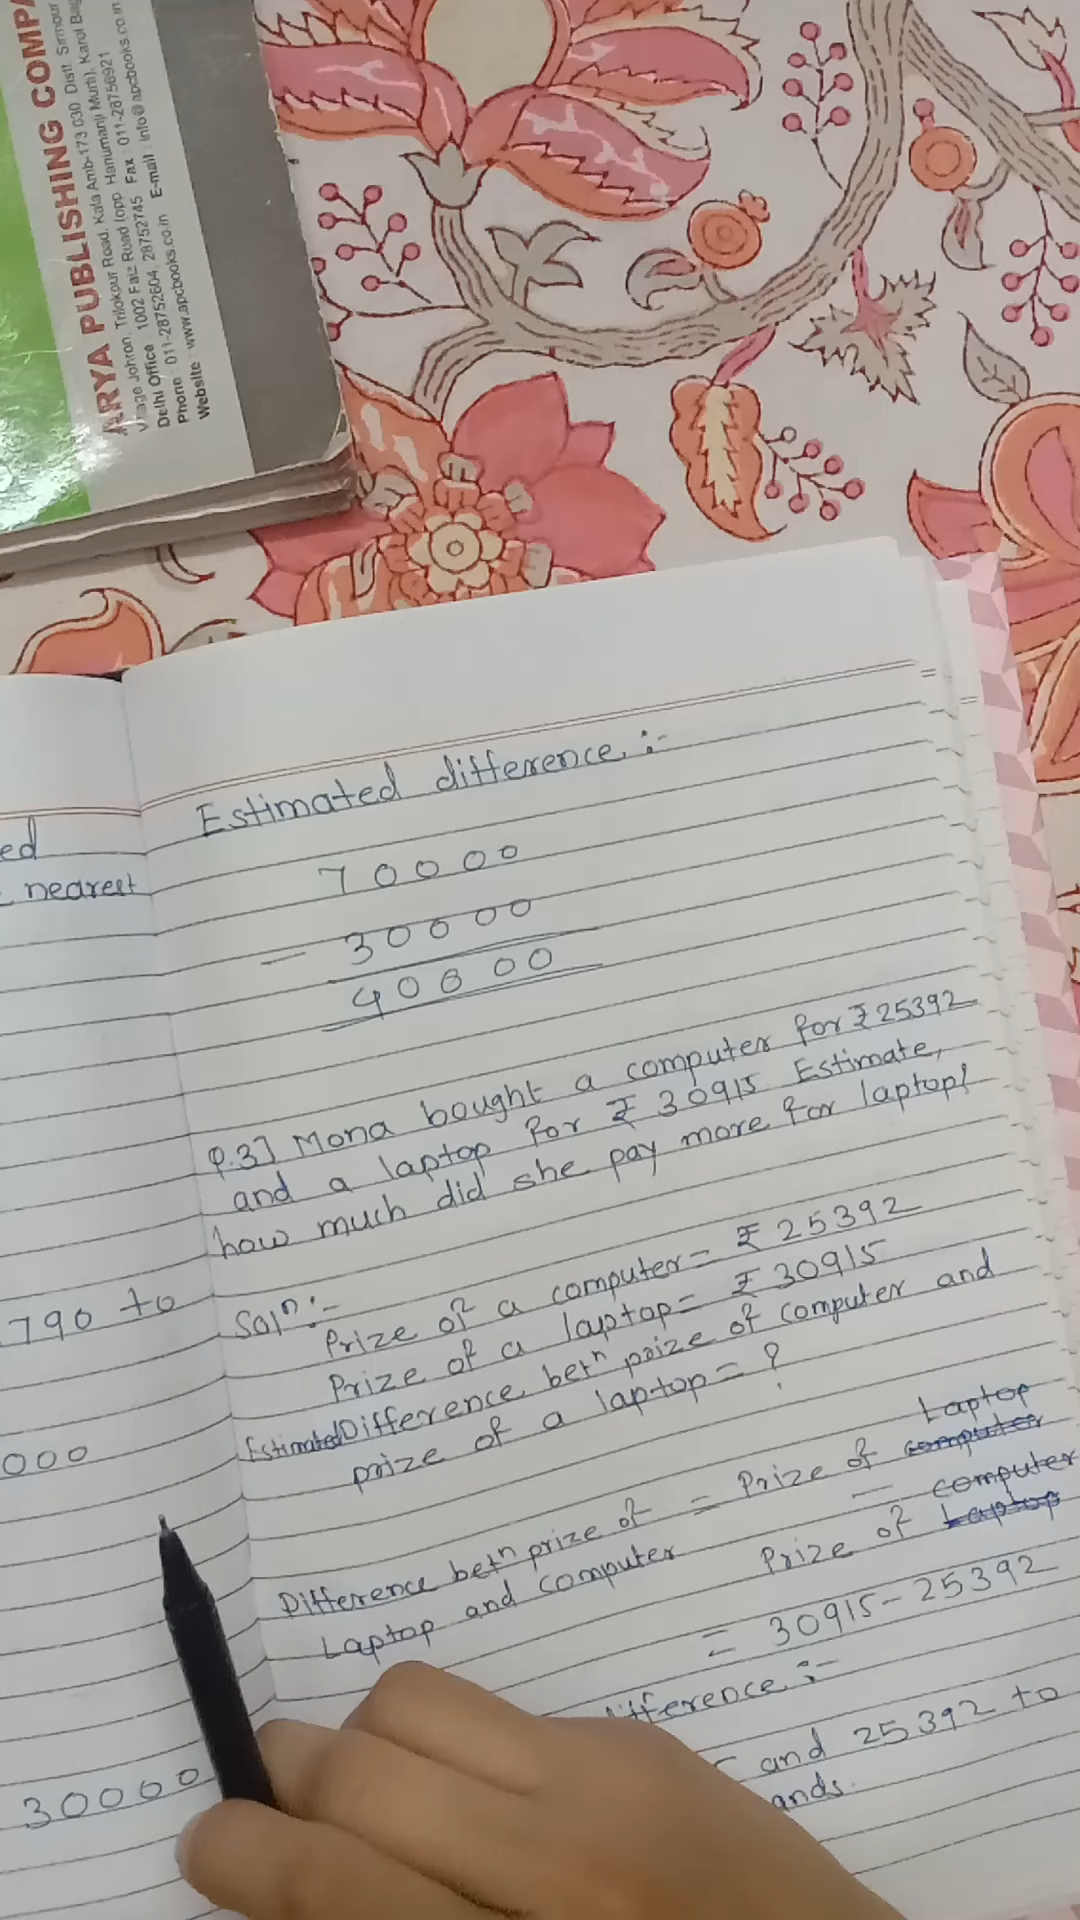 ARYA PUBLISHING COMPA
Trilokpur Road, Kala Amb-173 030 Distt. Sirmour
1002 Faiz Road (opp. Hanumanji Murti), Karol Bag
Delhi Office 011-28752604, 28752745 Fax : 011-28756921
Phone : E-mail : info@apcbooks.co.in
Website : www.apcbooks.co.in
ed
nearest
790 to
000
30000
Estimated difference :-
70000
- 30000
40000
Q.3] Mona bought a computer for ₹ 25392
and a laptop for ₹ 30915. Estimate,
how much did she pay more for laptop?
Solⁿ :-
Prize of a computer = ₹ 25392
Prize of a laptop = ₹ 30915
Estimated Difference betⁿ prize of computer and
prize of a laptop = ?
Laptop
Difference betⁿ prize of = Prize of computer
Laptop and computer - computer
Prize of Laptop
= 30915 - 25392
ifference :-
and 25392 to
ands.